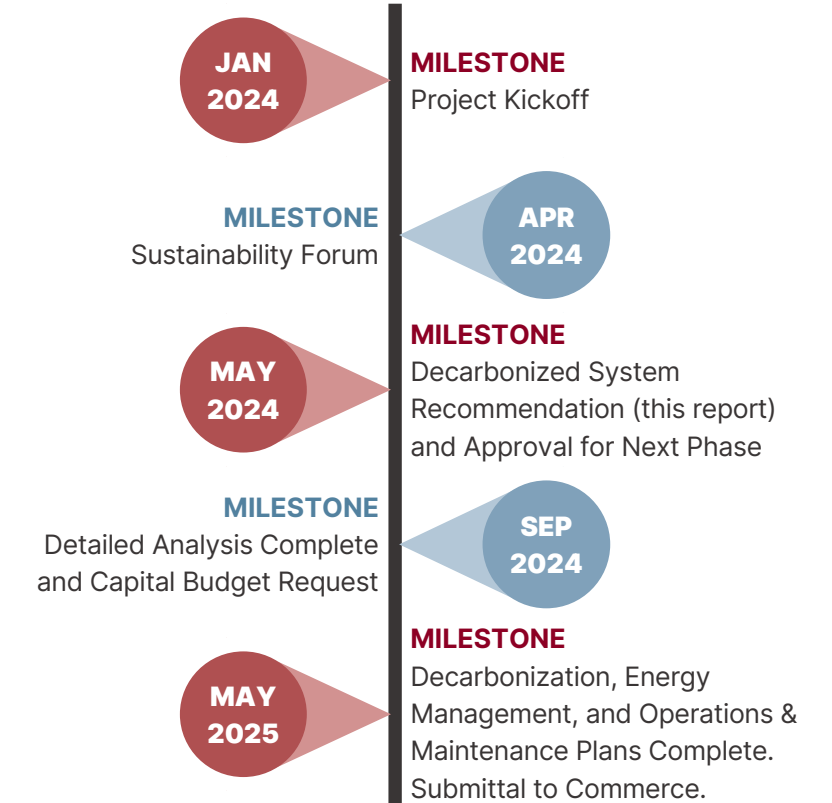 JAN
2024
MILESTONE
Project Kickoff
MILESTONE
Sustainability Forum
APR
2024
MAY
2024
MILESTONE
Decarbonized System
Recommendation (this report)
and Approval for Next Phase
MILESTONE
Detailed Analysis Complete
and Capital Budget Request
SEP
2024
MAY
2025
MILESTONE
Decarbonization, Energy
Management, and Operations &
Maintenance Plans Complete.
Submittal to Commerce.